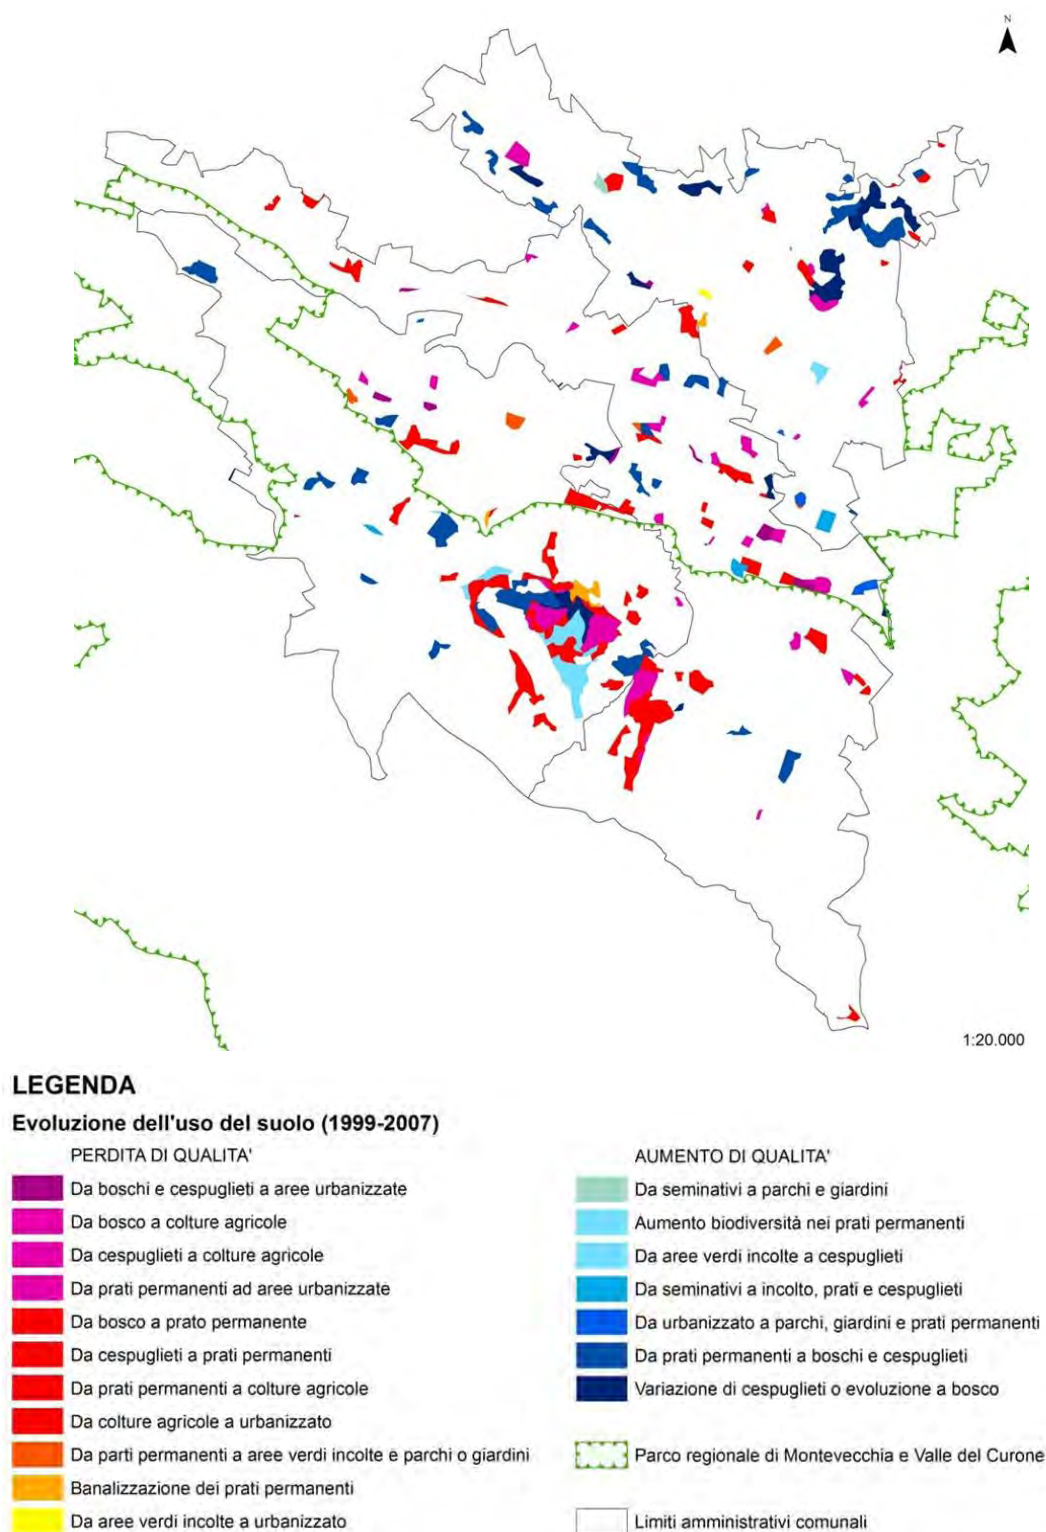 N
1:20.000
LEGENDA
Evoluzione dell'uso del suolo (1999-2007)
PERDITA DI QUALITA'
Da boschi e cespuglieti a aree urbanizzate
Da bosco a colture agricole
Da cespuglieti a colture agricole
Da prati permanenti ad aree urbanizzate
Da bosco a prato permanente
Da cespuglieti a prati permanenti
Da prati permanenti a colture agricole
Da colture agricole a urbanizzato
Da parti permanenti a aree verdi incolte e parchi o giardini
Banalizzazione dei prati permanenti
Da aree verdi incolte a urbanizzato
AUMENTO DI QUALITA'
Da seminativi a parchi e giardini
Aumento biodiversità nei prati permanenti
Da aree verdi incolte a cespuglieti
Da seminativi a incolto, prati e cespuglieti
Da urbanizzato a parchi, giardini e prati permanenti
Da prati permanenti a boschi e cespuglieti
Variazione di cespuglieti o evoluzione a bosco
Parco regionale di Montevecchia e Valle del Curone
Limiti amministrativi comunali